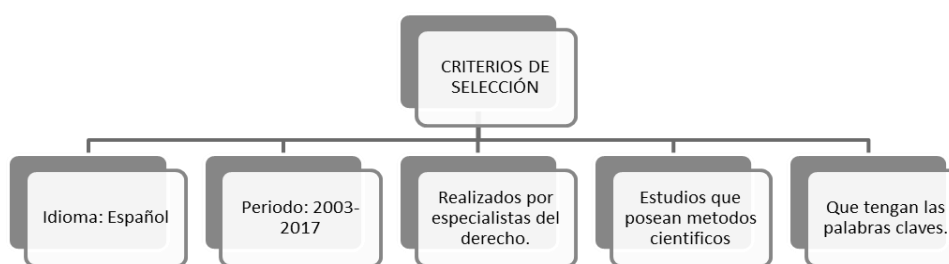 CRITERIOS DE
SELECCIÓN
Idioma: Español
Periodo: 2003-
2017
Realizados por
especialistas del
derecho.
Estudios que
posean metodos
cientificos
Que tengan las
palabras claves.